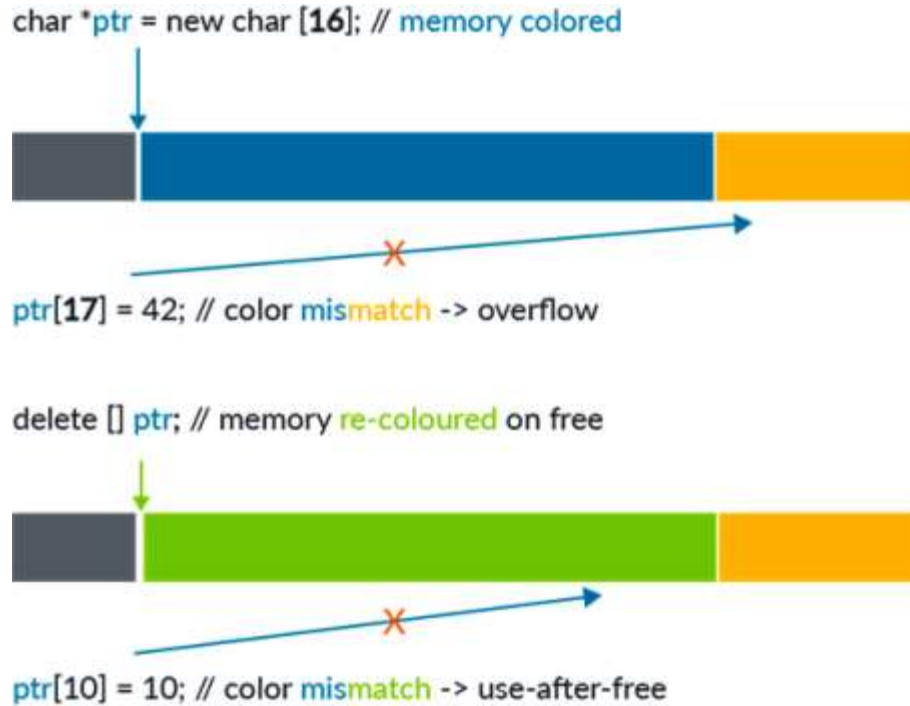 char *ptr = new char [16]; // memory colored
ptr[17] = 42; // color mismatch -> overflow
delete [] ptr; // memory re-coloured on free
ptr[10] = 10; // color mismatch -> use-after-free